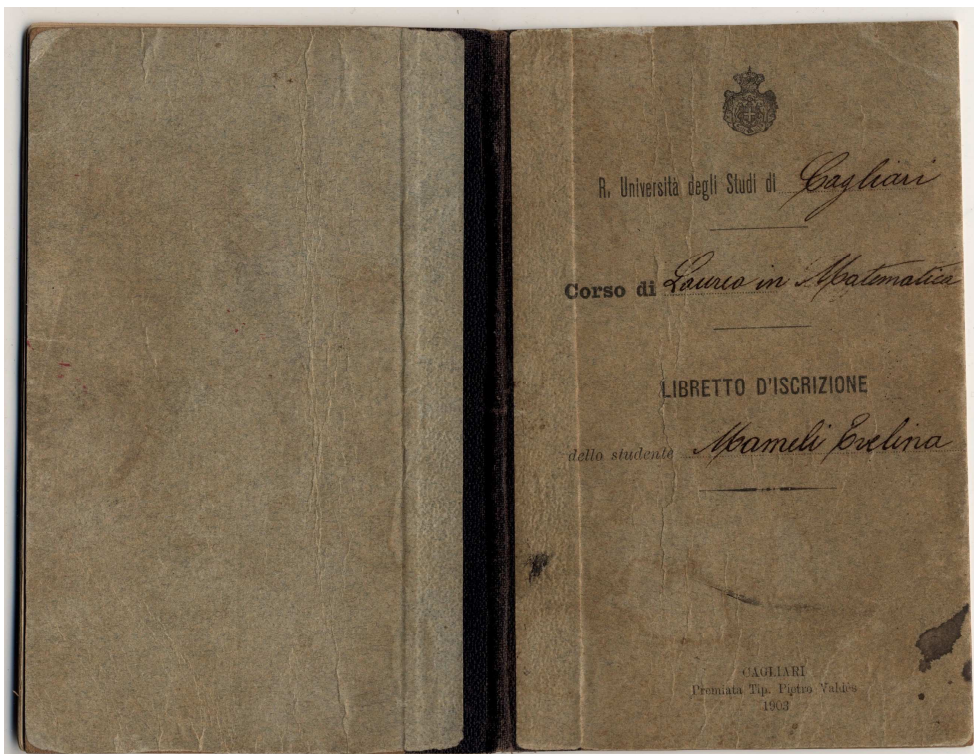 R. Università degli Studi di Cagliari
Corso di Laurea in Matematica
LIBRETTO D'ISCRIZIONE
dello studente Mameli Evelina
CAGLIARI
Premiata Tip. Pietro Valdès
1903